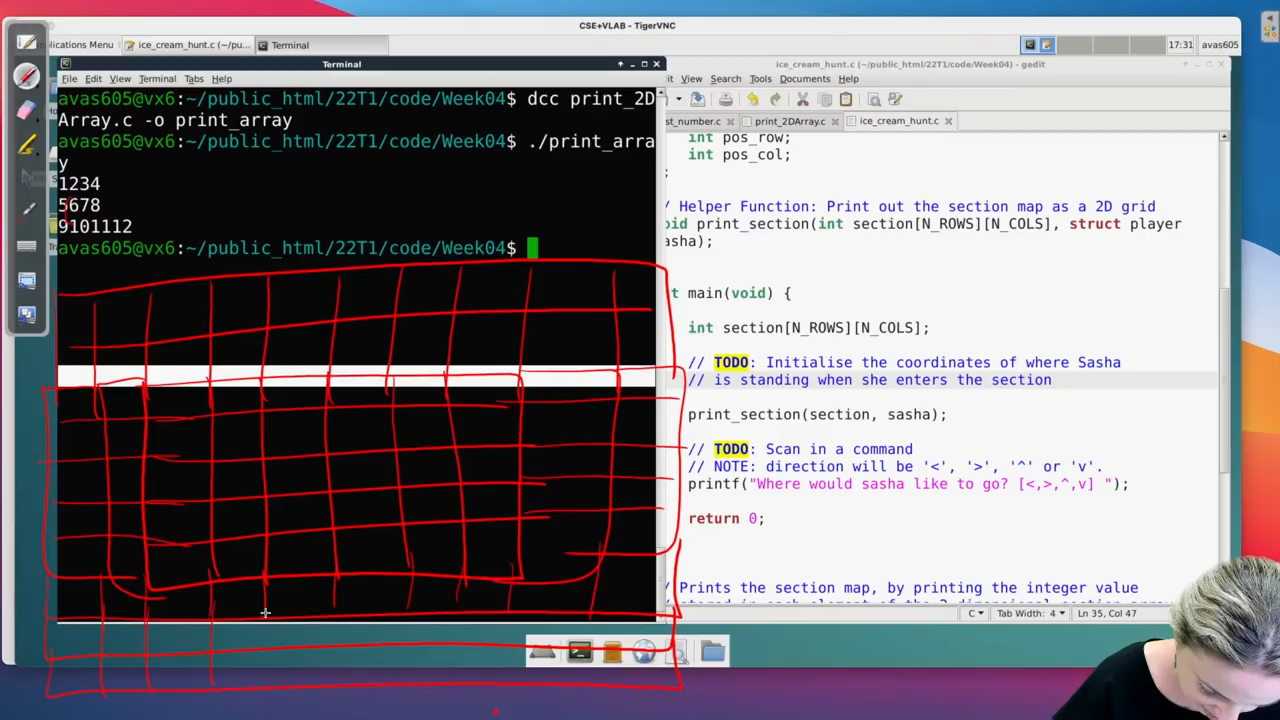 CSE+VLAB - TigerVNC
plications Menu
ice_cream_hunt.c (~/pu...
Terminal
17:31
avas605
Terminal
File Edit View Terminal Tabs Help
avas605@vx6:~/public_html/22T1/code/Week04$ dcc print_2D
Array.c -o print_array
avas605@vx6:~/public_html/22T1/code/Week04$ ./print_arra
y
1234
5678
9101112
avas605@vx6:~/public_html/22T1/code/Week04$
ice_cream_hunt.c (~/public_html/22T1/code/Week04) - gedit
it View Search Tools Documents Help
st_number.c
print_2DArray.c
ice_cream_hunt.c
int pos_row;
int pos_col;
;
/ Helper Function: Print out the section map as a 2D grid
oid print_section(int section[N_ROWS][N_COLS], struct player
asha);
t main(void) {
int section[N_ROWS][N_COLS];
// TODO: Initialise the coordinates of where Sasha
// is standing when she enters the section
print_section(section, sasha);
// TODO: Scan in a command
// NOTE: direction will be '<', '>', '^' or 'v'.
printf("Where would sasha like to go? [<,>,^,v] ");
return 0;
/ Prints the section map, by printing the integer value
C
Tab Width: 4
Ln 35, Col 47